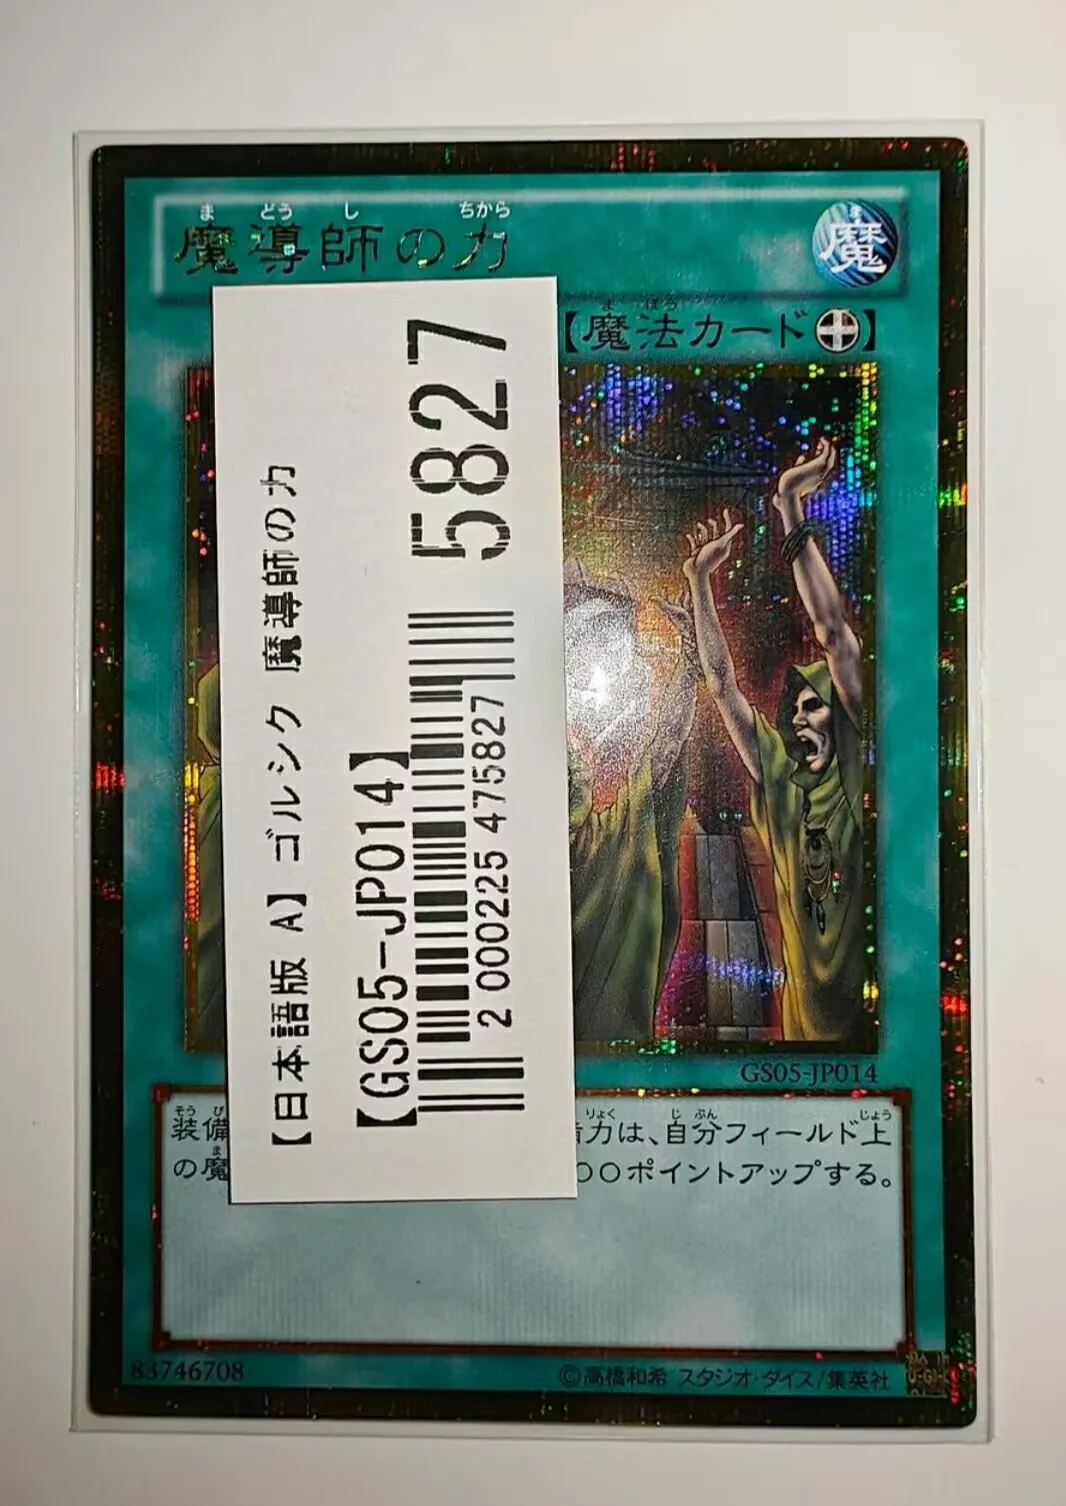 ま どう し ちから
魔導師の力
ま
魔
ま ほう
【魔法カード】
【日本語版 A】 ゴルシク 魔導師の力
【GS05-JP014】
5827
2 000225 475827
GS05-JP014
そう び りょく じ ぶん じょう
装備 力は、自分フィールド上
ま
の魔 〇〇ポイントアップする。
83746708
©高橋和希 スタジオ・ダイス/集英社